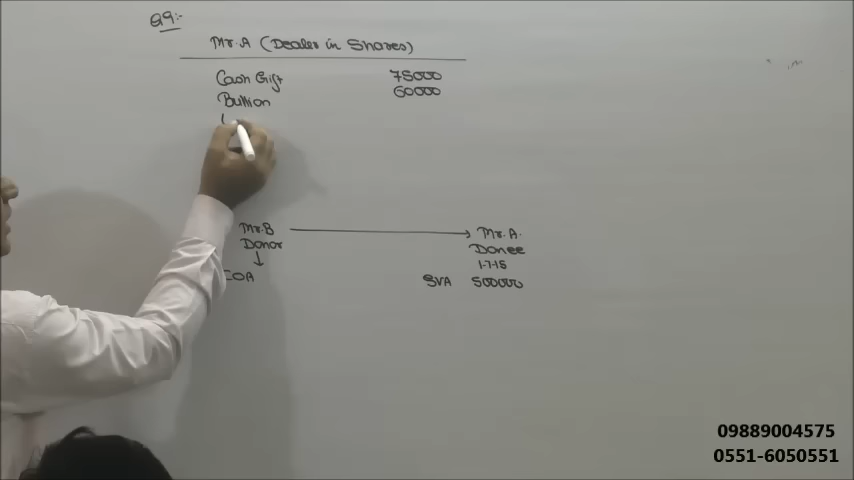 Q9:-
Mr.A (Dealer in Shares)
Cash Gift 75000
Bullion 60000
Mr.B Mr.A.
Donor Donee
1-7-15
COA SVA 500000
09889004575
0551-6050551